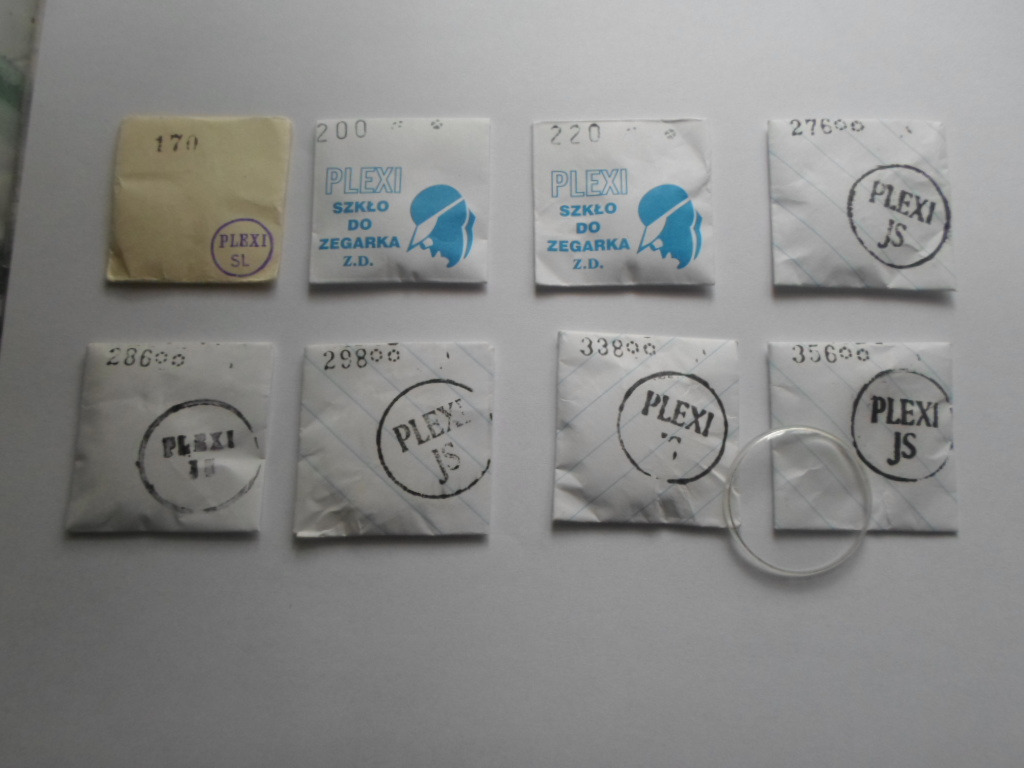 170
PLEXI
SL
200
PLEXI
SZKŁO
DO
ZEGARKA
Z.D.
220
PLEXI
SZKŁO
DO
ZEGARKA
Z.D.
276
PLEXI
JS
286
PLEXI
298
PLEXI
JS
338
PLEXI
356
PLEXI
JS